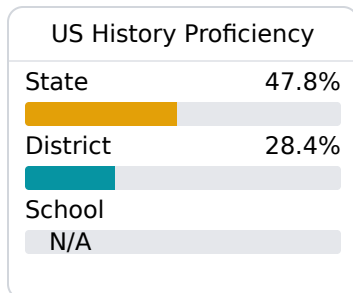 US History Proficiency
State 47.8%
District 28.4%
School
N/A